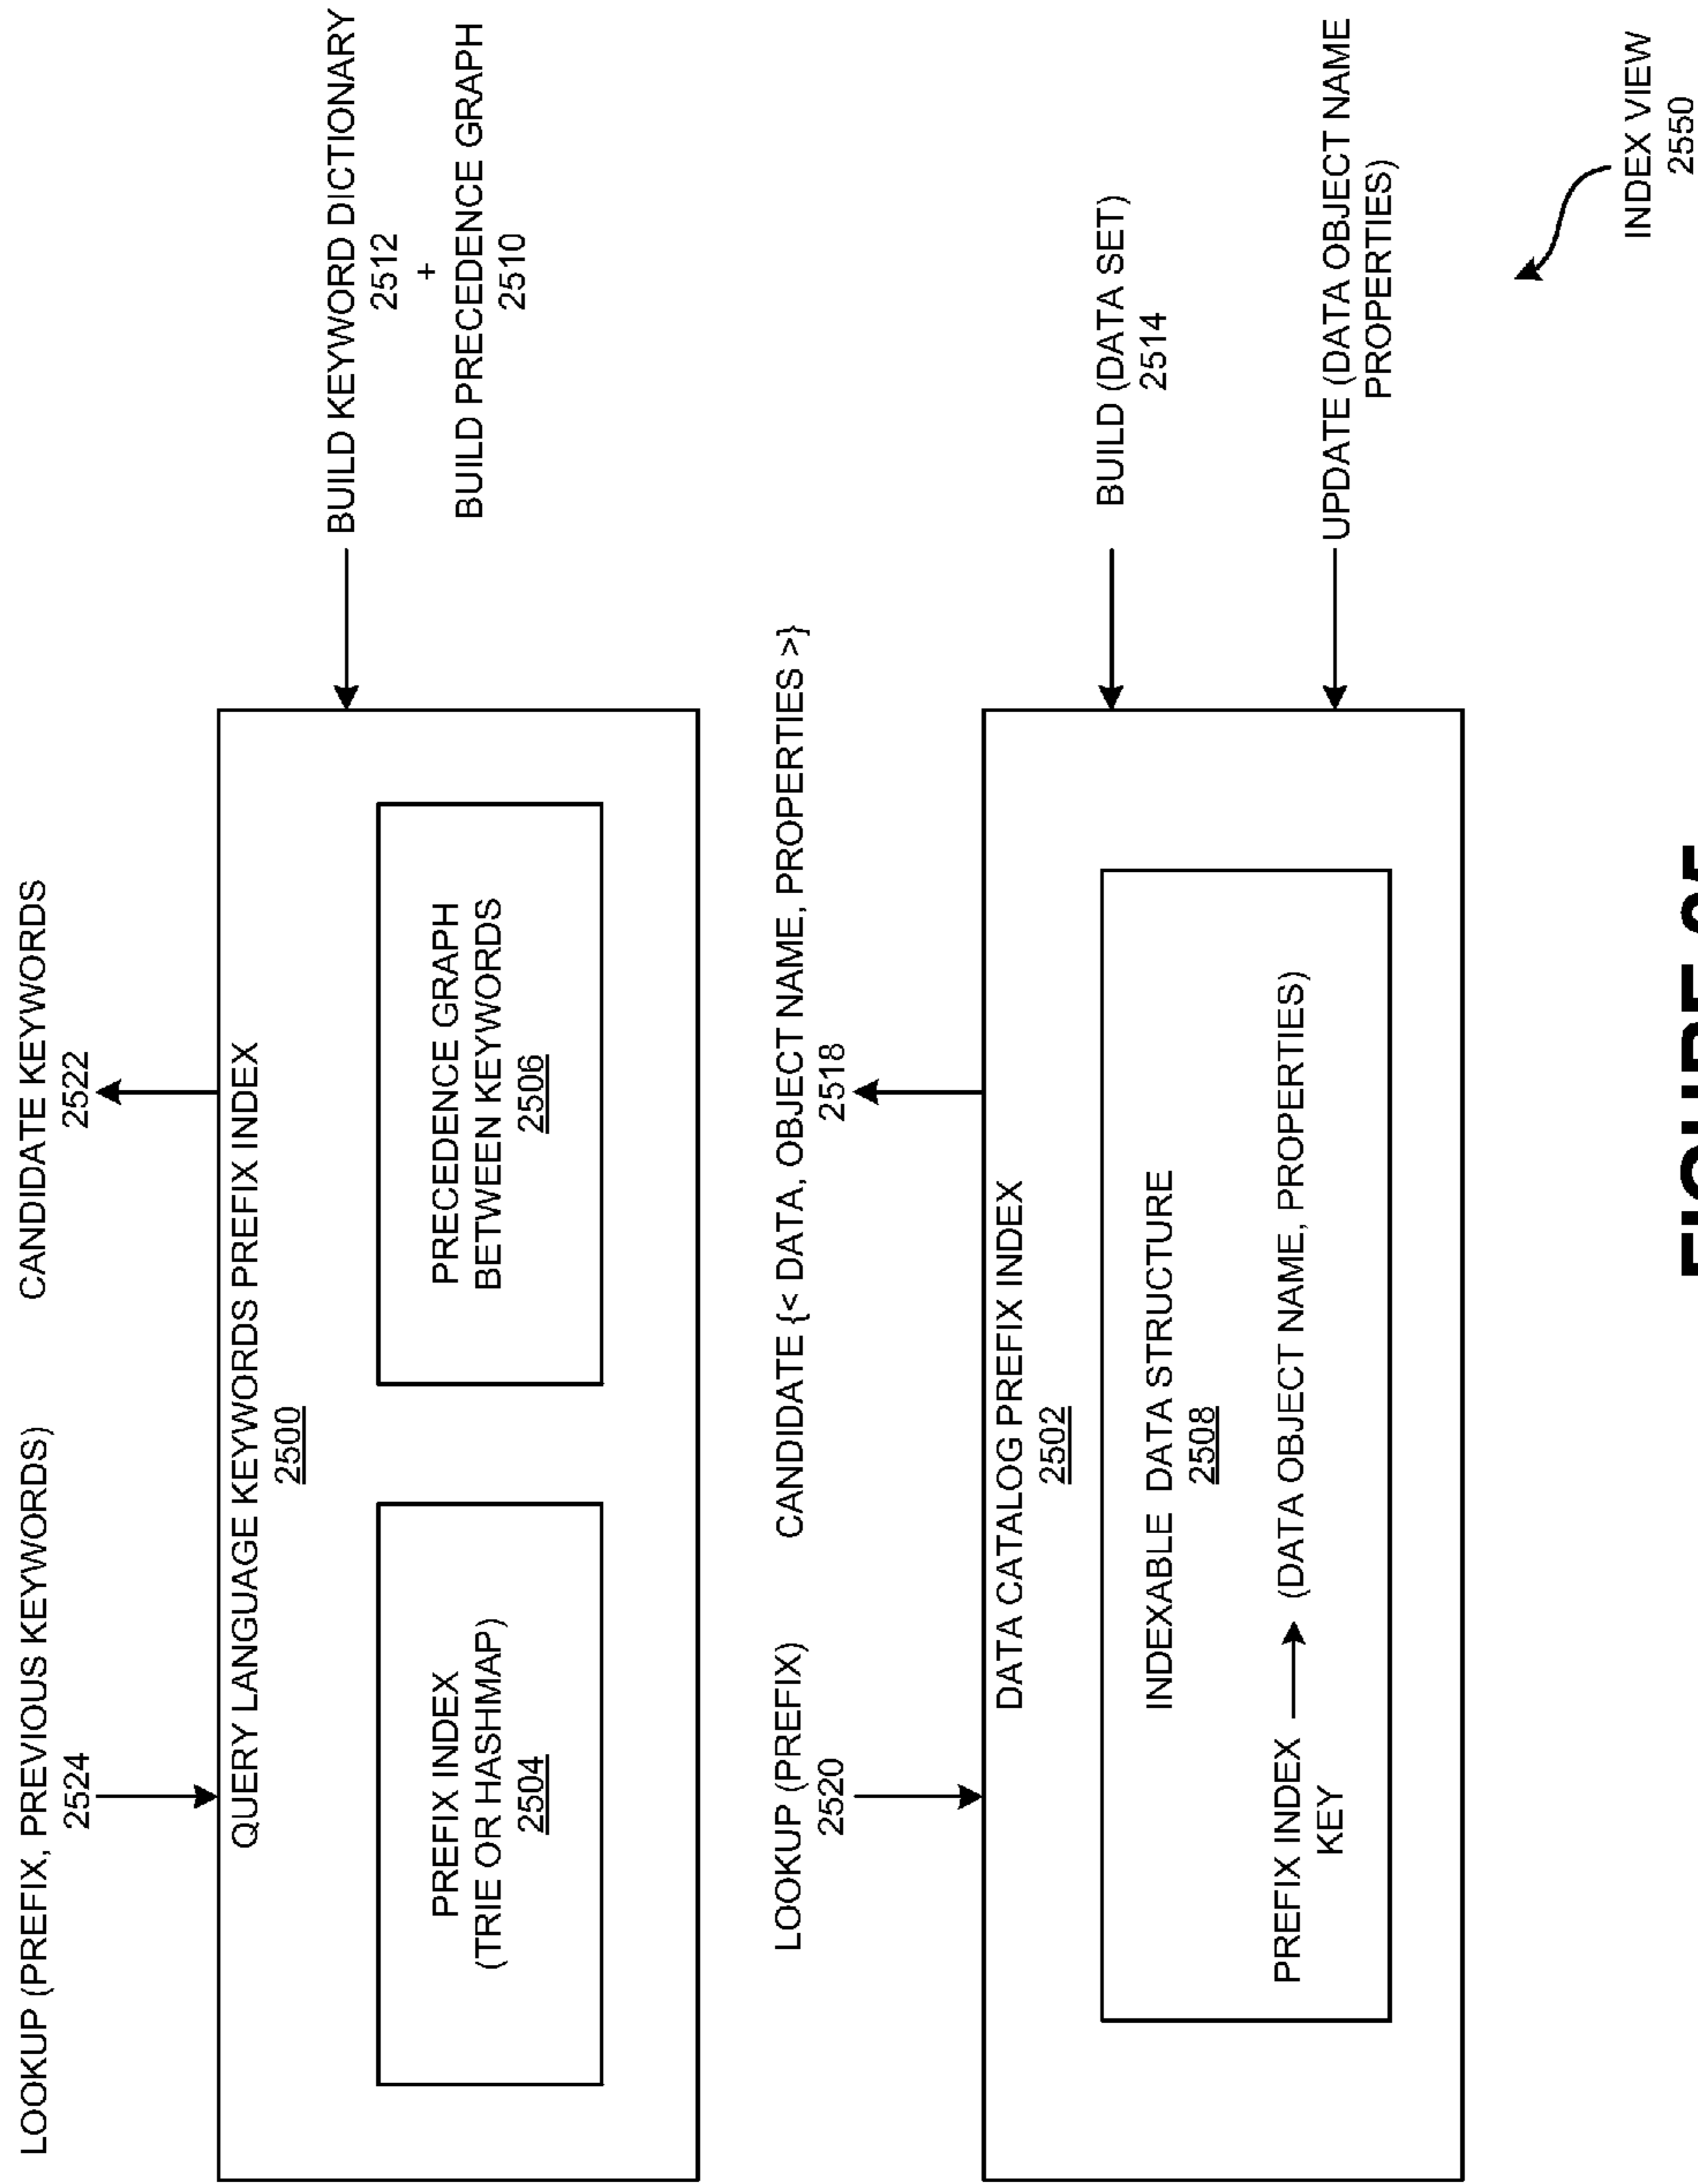 LOOKUP (PREFIX, PREVIOUS KEYWORDS)
2524
CANDIDATE KEYWORDS
2522
QUERY LANGUAGE KEYWORDS PREFIX INDEX
2500
PREFIX INDEX
(TRIE OR HASHMAP)
2504
PRECEDENCE GRAPH
BETWEEN KEYWORDS
2506
BUILD KEYWORD DICTIONARY
2512
+
BUILD PRECEDENCE GRAPH
2510
LOOKUP (PREFIX)
2520
CANDIDATE {< DATA, OBJECT NAME, PROPERTIES >}
2518
DATA CATALOG PREFIX INDEX
2502
INDEXABLE DATA STRUCTURE
2508
PREFIX INDEX
KEY
(DATA OBJECT NAME, PROPERTIES)
BUILD (DATA SET)
2514
UPDATE (DATA OBJECT NAME
PROPERTIES)
INDEX VIEW
2550
FIGURE